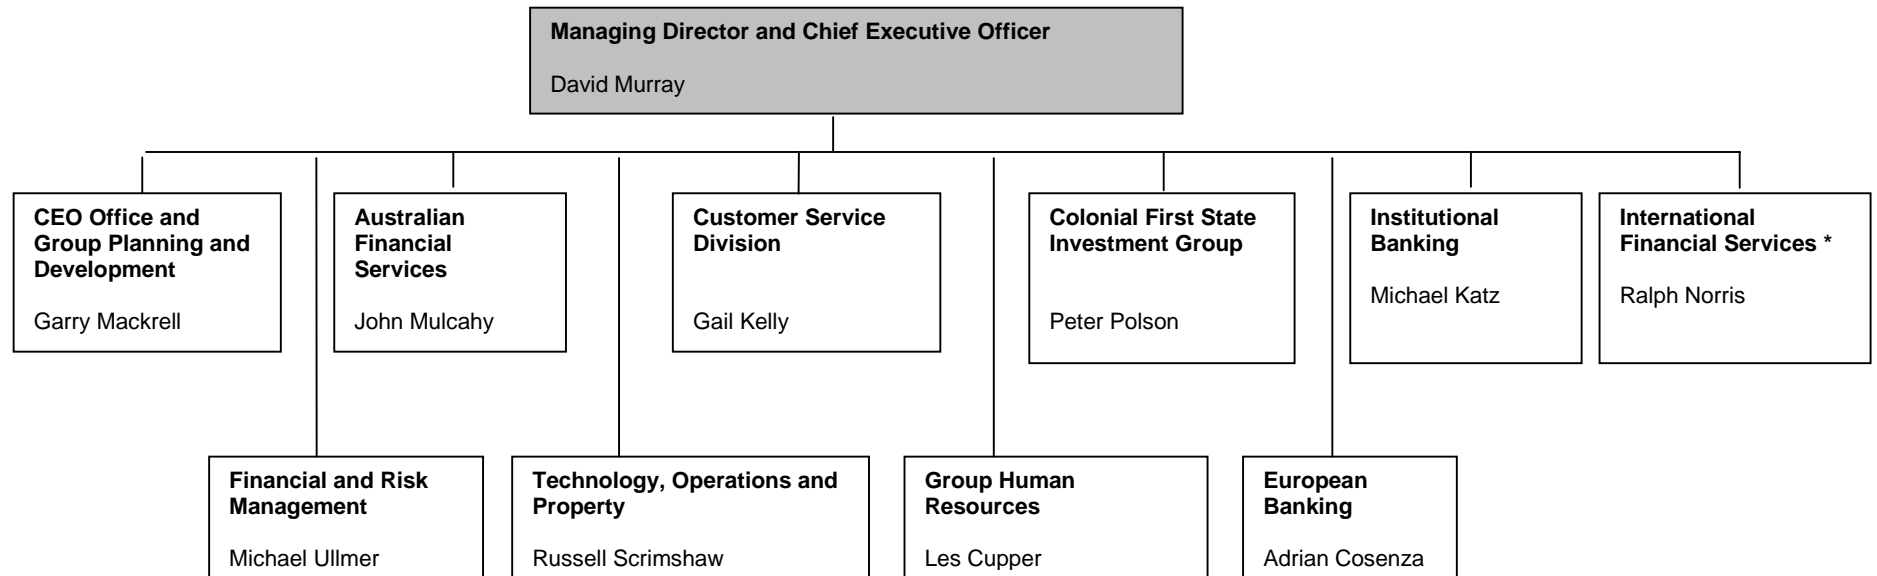 Managing Director and Chief Executive Officer
David Murray
CEO Office and
Group Planning and
Development
Garry Mackrell
Australian
Financial
Services
John Mulcahy
Customer Service
Division
Gail Kelly
Colonial First State
Investment Group
Peter Polson
Institutional
Banking
Michael Katz
International
Financial Services *
Ralph Norris
Financial and Risk
Management
Michael Ullmer
Technology, Operations and
Property
Russell Scrimshaw
Group Human
Resources
Les Cupper
European
Banking
Adrian Cosenza